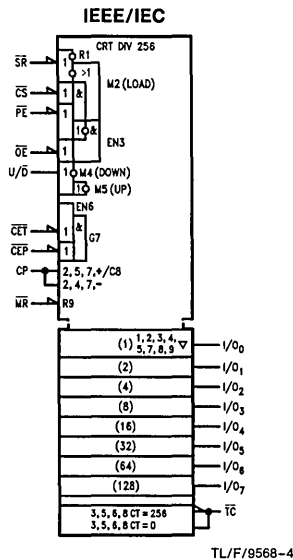 IEEE/IEC
CRT DIV 256
SR
1
R1
>1
M2 (LOAD)
CS
1
&
PE
1
1
&
EN3
OE
1
U/D
1
M4 (DOWN)
1
M5 (UP)
EN6
CET
1
&
G7
CEP
1
CP
2, 5, 7,+/C8
2, 4, 7,-
MR
R9
(1) 1, 2, 3, 4, 5, 7, 8, 9 ▽
I/O0
(2)
I/O1
(4)
I/O2
(8)
I/O3
(16)
I/O4
(32)
I/O5
(64)
I/O6
(128)
I/O7
3, 5, 6, 8 CT = 256
3, 5, 6, 8 CT = 0
TC
TL/F/9568-4